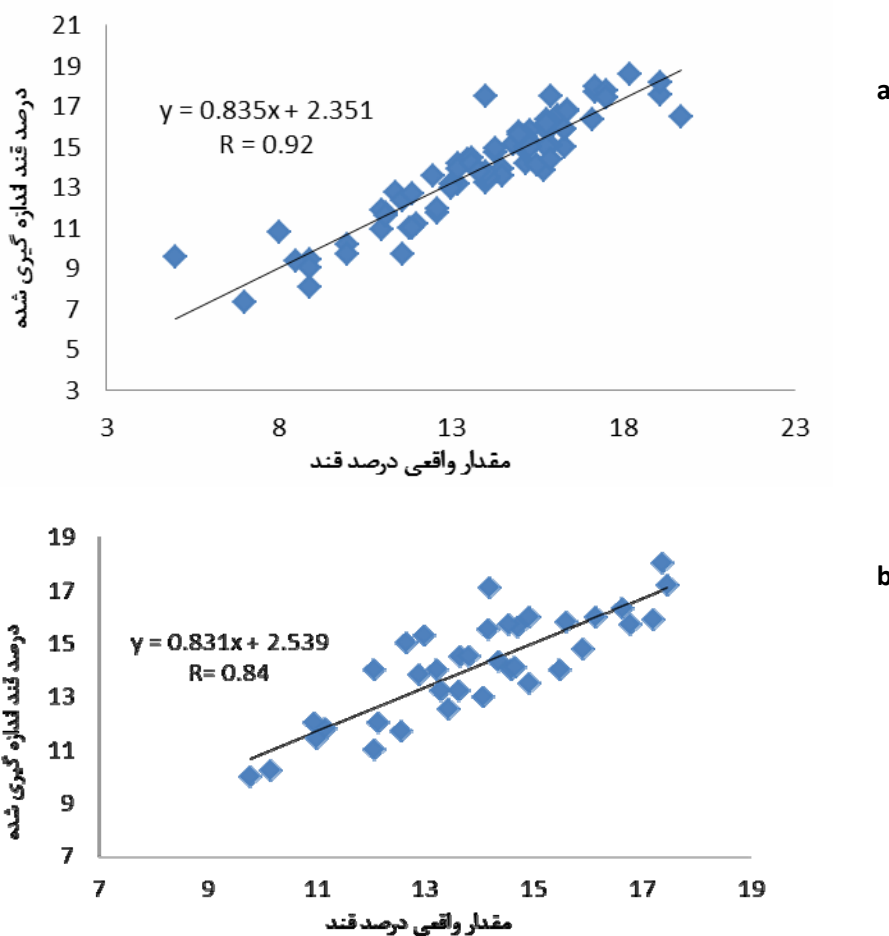 21
19
17
15
13
11
9
7
5
3
درصد قند اندازه گیری شده
y = 0.835x + 2.351
R = 0.92
a
3 8 13 18 23
مقدار واقعی درصد قند
19
17
15
13
11
9
7
درصد قند اندازه گیری شده
y = 0.831x + 2.539
R= 0.84
b
7 9 11 13 15 17 19
مقدار واقعی درصد قند